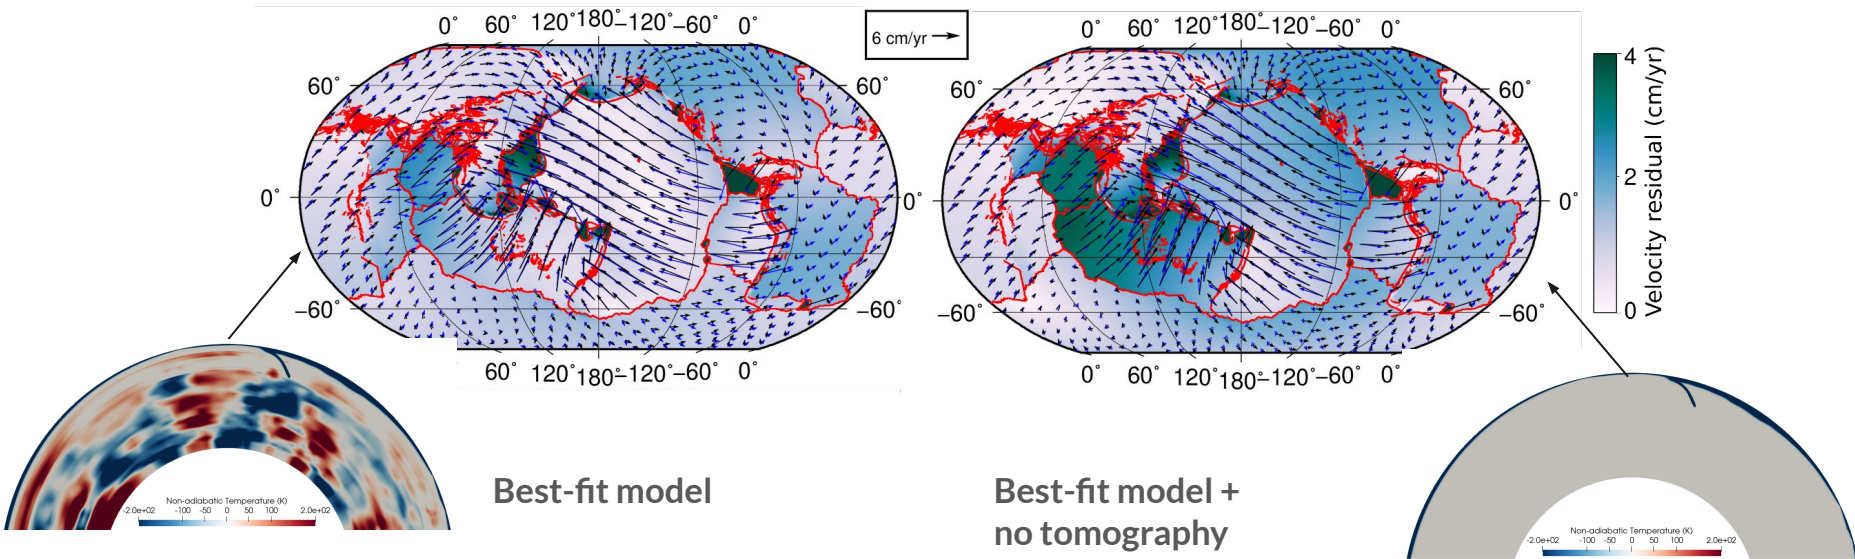 0° 60° 120° 180° −120° −60° 0°
6 cm/yr
0° 60° 120° 180° −120° −60° 0°
4
60° 60° 60° 60°
2
0° 0° 0°
Velocity residual (cm/yr)
−60° −60° −60° −60°
0
60° 120° 180° −120° −60° 0°
0° 60° 120° 180° −120° −60° 0°
Best-fit model
Best-fit model +
no tomography
Non-adiabatic Temperature (K)
-2.0e+02 -100 -50 0 50 100 2.0e+02
Non-adiabatic Temperature (K)
-2.0e+02 -100 -50 0 50 100 2.0e+02